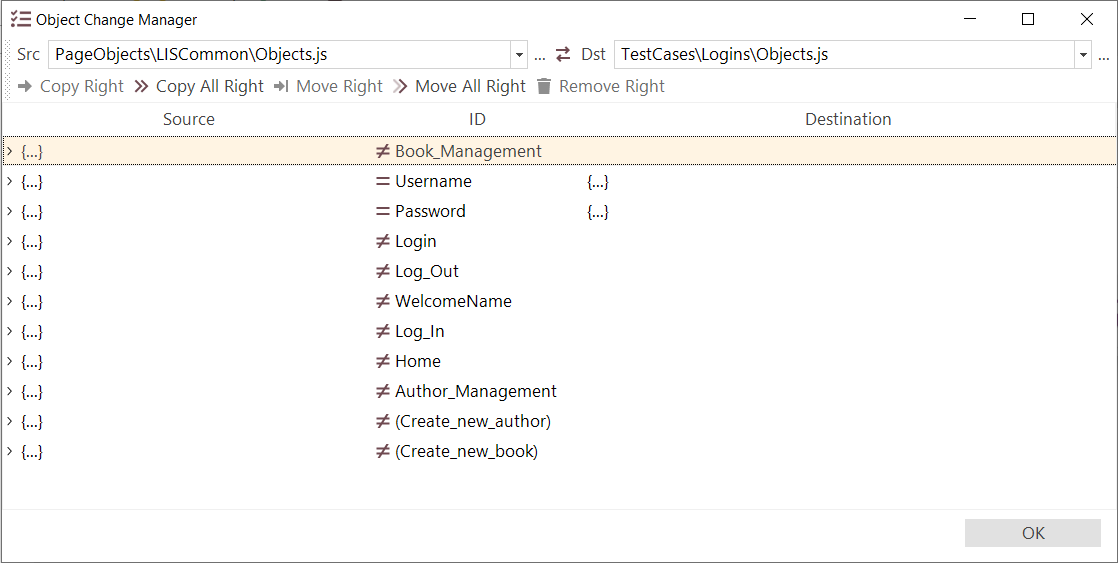 Object Change Manager
Src PageObjects\LISCommon\Objects.js ... Dst TestCases\Logins\Objects.js ...
Copy Right Copy All Right Move Right Move All Right Remove Right
Source ID Destination
{...} ≠ Book_Management
{...} = Username {...}
{...} = Password {...}
{...} ≠ Login
{...} ≠ Log_Out
{...} ≠ WelcomeName
{...} ≠ Log_In
{...} ≠ Home
{...} ≠ Author_Management
{...} ≠ (Create_new_author)
{...} ≠ (Create_new_book)
OK